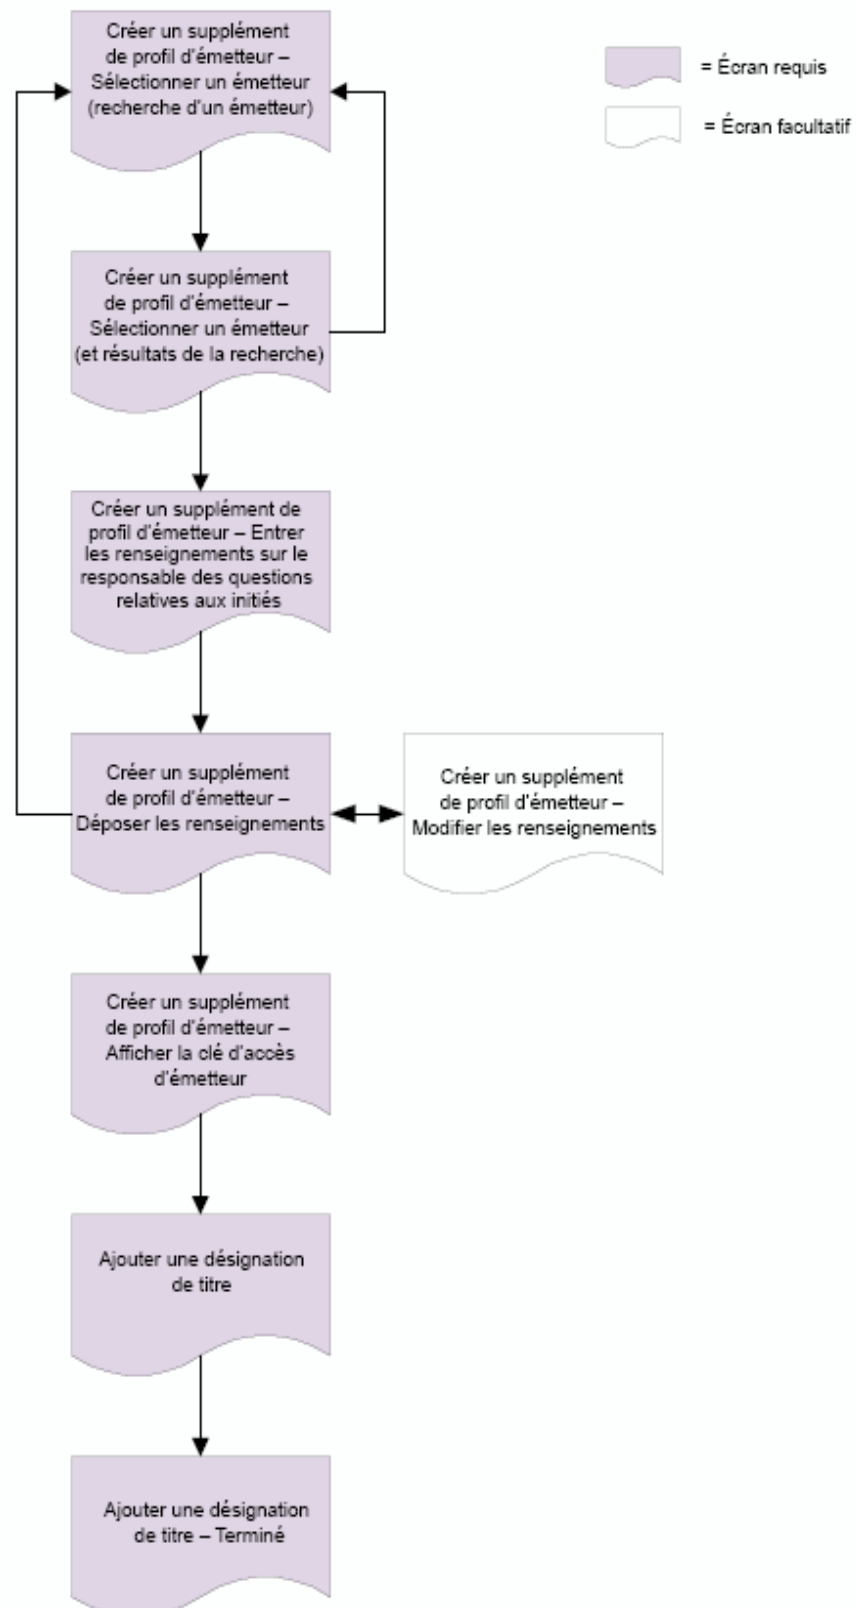 Créer un supplément
de profil d'émetteur –
Sélectionner un émetteur
(recherche d'un émetteur)
= Écran requis
= Écran facultatif
Créer un supplément
de profil d'émetteur –
Sélectionner un émetteur
(et résultats de la recherche)
Créer un supplément de
profil d'émetteur – Entrer
les renseignements sur le
responsable des questions
relatives aux initiés
Créer un supplément
de profil d'émetteur –
Déposer les renseignements
Créer un supplément
de profil d'émetteur –
Modifier les renseignements
Créer un supplément
de profil d'émetteur –
Afficher la clé d'accès
d'émetteur
Ajouter une désignation
de titre
Ajouter une désignation
de titre – Terminé